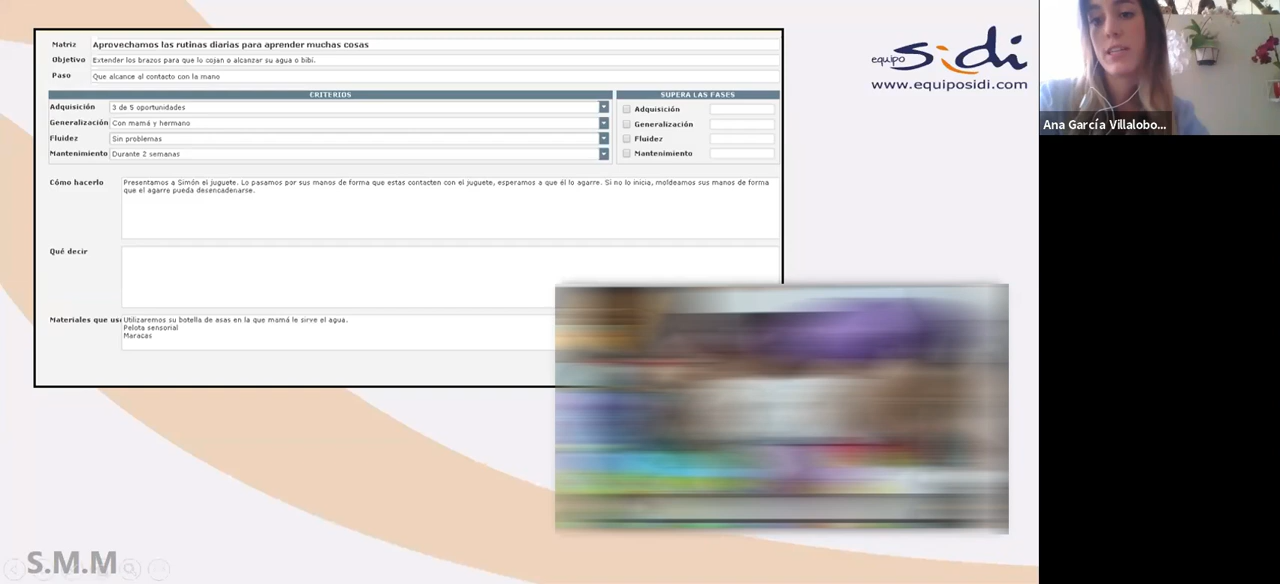 Matriz Aprovechamos las rutinas diarias para aprender muchas cosas
Objetivo Extender los brazos para que lo cojan o alcanzar su agua o bibi.
Paso Que alcance al contacto con la mano
CRITERIOS
SUPERA LAS FASES
Adquisición 3 de 5 oportunidades
Adquisición
Generalización Con mamá y hermano
Generalización
Fluidez Sin problemas
Fluidez
Mantenimiento Durante 2 semanas
Mantenimiento
Cómo hacerlo
Presentamos a Simón el juguete. Lo pasamos por sus manos de forma que estas contacten con el juguete, esperamos a que él lo agarre. Si no lo inicia, moldeamos sus manos de forma
que el agarre pueda desencadenarse.
Qué decir
Materiales que us
Utilizaremos su botella de asas en la que mamá le sirve el agua.
Pelota sensorial
Maracas
equipo sidi
www.equiposidi.com
Ana García Villalobo...
S.M.M